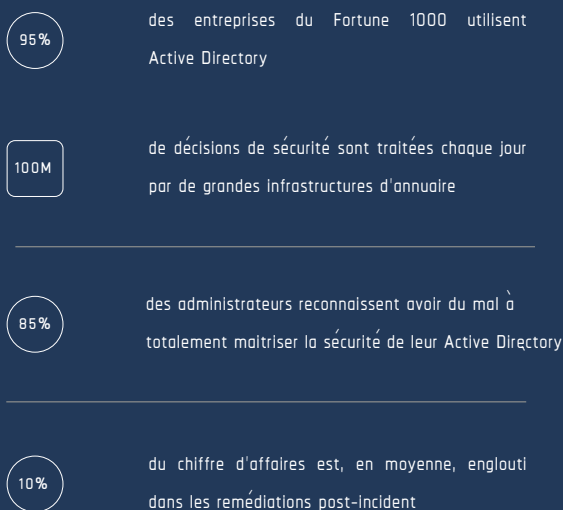 95%
des entreprises du Fortune 1000 utilisent
Active Directory
100M
de décisions de sécurité sont traitées chaque jour
par de grandes infrastructures d'annuaire
85%
des administrateurs reconnaissent avoir du mal à
totalement maitriser la sécurité de leur Active Directory
10%
du chiffre d'affaires est, en moyenne, englouti
dans les remédiations post-incident